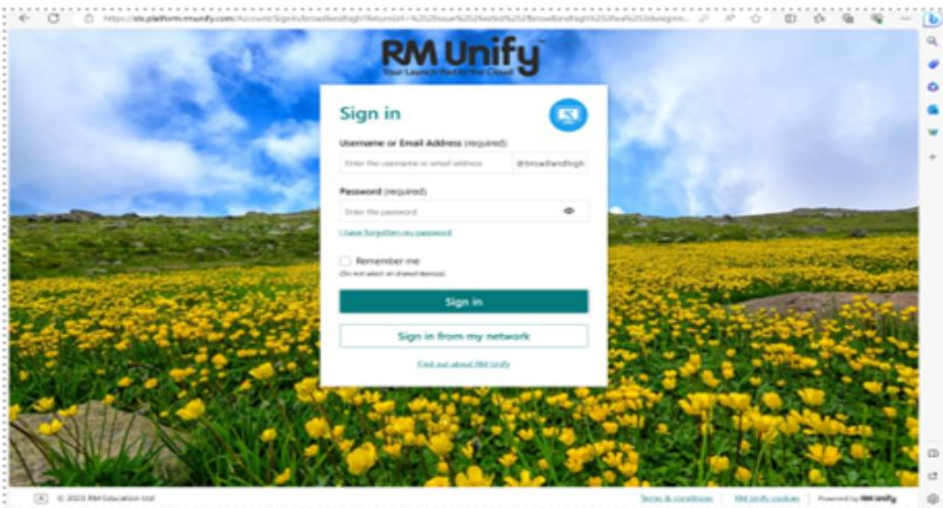 RM Unify
Your Launch Pad to the Cloud
Sign in
Username or Email Address (required)
Enter the username or email address @broadlandhigh
Password (required)
Enter the password
I have forgotten my password
Remember me
(Do not select on shared devices)
Sign in
Sign in from my network
Find out about RM Unify
© 2023 RM Education Ltd
Terms & conditions RM Unify cookies Powered by RM Unify